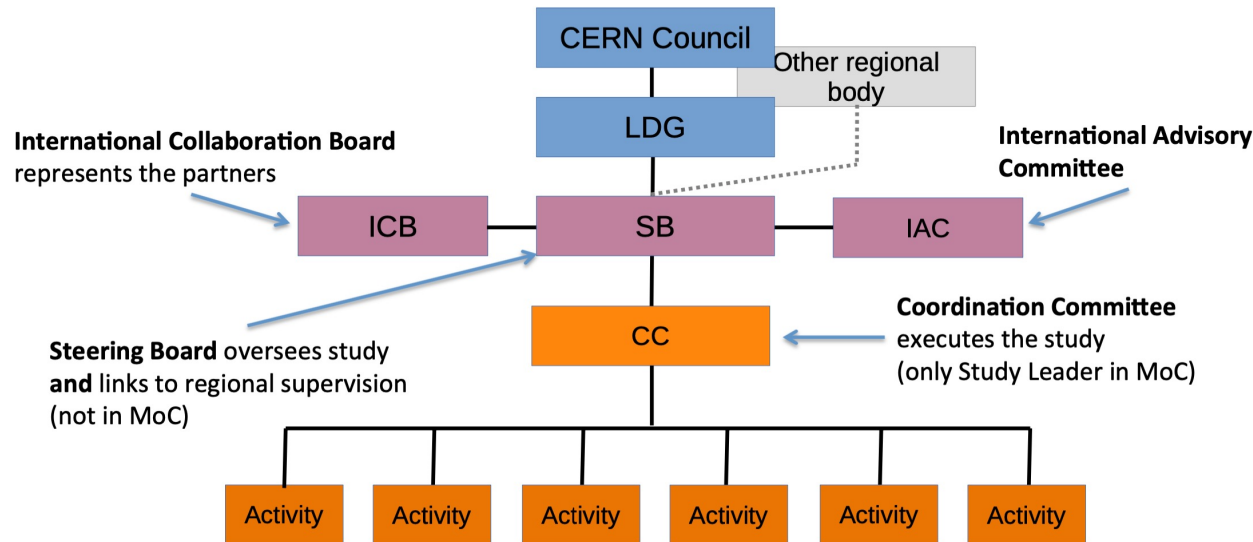 CERN Council
Other regional
body
LDG
International Collaboration Board
represents the partners
International Advisory
Committee
ICB
SB
IAC
Steering Board oversees study
and links to regional supervision
(not in MoC)
CC
Coordination Committee
executes the study
(only Study Leader in MoC)
Activity
Activity
Activity
Activity
Activity
Activity